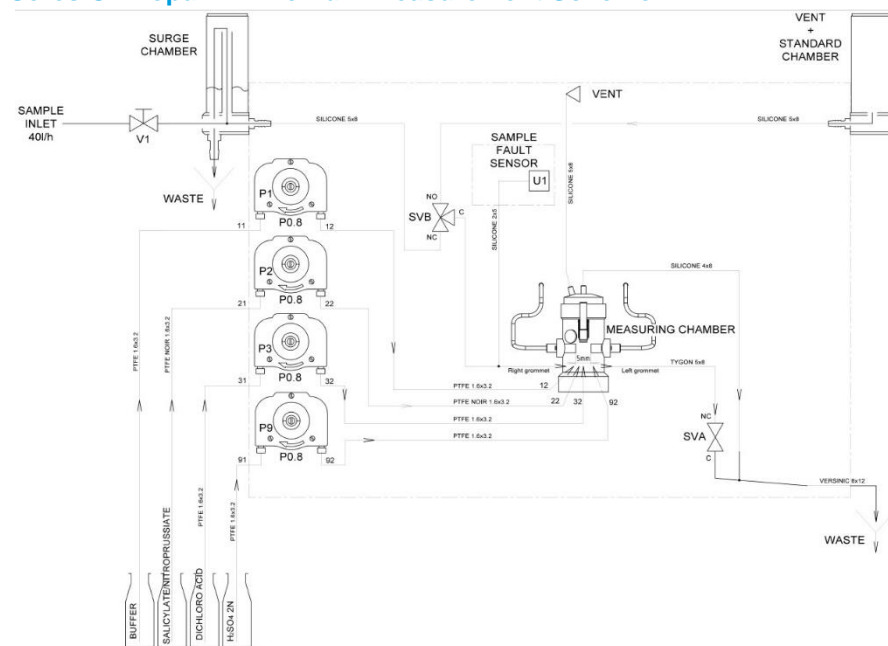 SURGE
CHAMBER
VENT
+
STANDARD
CHAMBER
VENT
SAMPLE
INLET
40l/h
V1
SILICONE 5x8
SILICONE 5x8
SAMPLE
FAULT
SENSOR
U1
WASTE
NO
SVB
C
NC
SILICONE 2x5
SILICONE 5x8
P1
P0.8
11
12
P2
P0.8
21
22
P3
P0.8
31
32
P9
P0.8
91
92
SILICONE 4x8
MEASURING CHAMBER
5mm
Right grommet
Left grommet
TYGON 5x8
12
22
32
92
PTFE 1.6x3.2
PTFE NOIR 1.6x3.2
PTFE 1.6x3.2
PTFE 1.6x3.2
NC
SVA
C
VERSINIC 8x12
WASTE
PTFE 1.6x3.2
PTFE NOIR 1.6x3.2
PTFE 1.6x3.2
PTFE 1.6x3.2
BUFFER
SALICYLATE/NITROPRUSSIATE
DICHLORO ACID
H₂SO₄ 2N